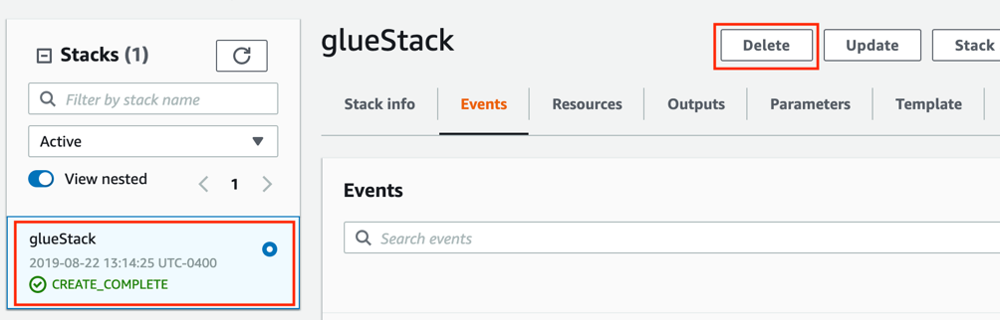 Stacks (1)
Filter by stack name
Active
View nested
1
glueStack
2019-08-22 13:14:25 UTC-0400
CREATE_COMPLETE
glueStack
Delete
Update
Stack
Stack info
Events
Resources
Outputs
Parameters
Template
Events
Search events